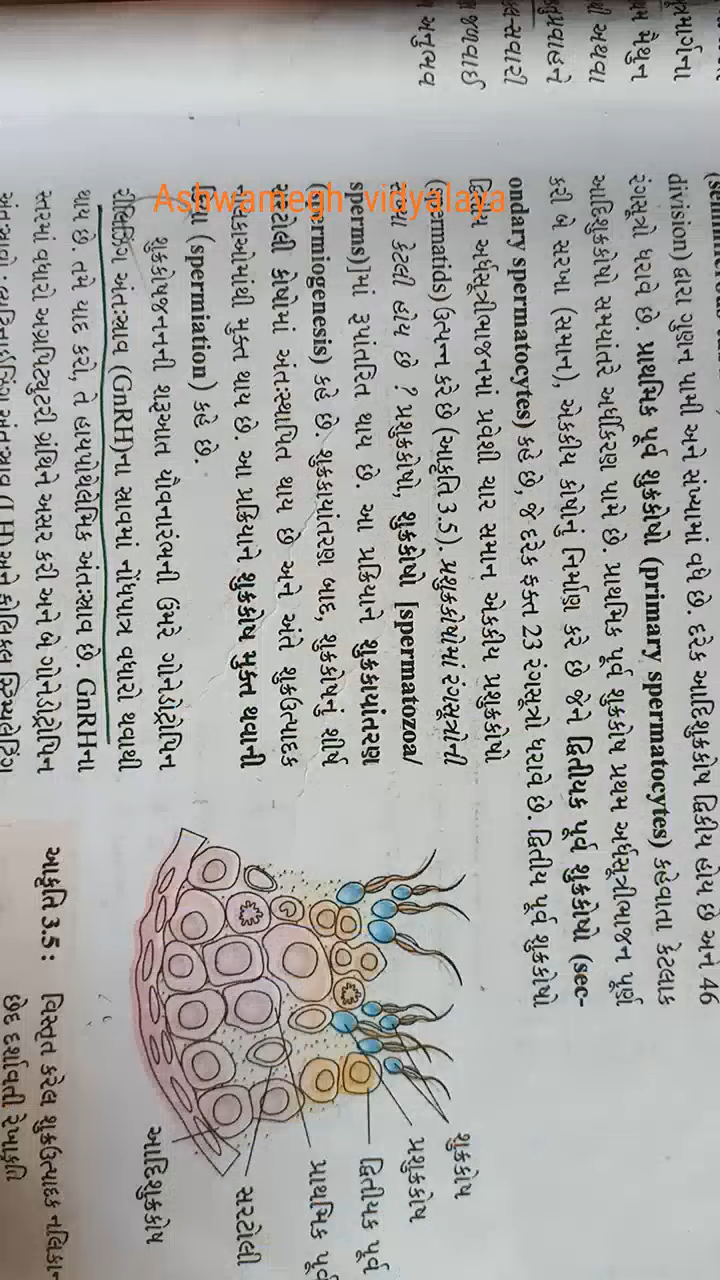 Ashwamegh vidyalaya
division) દ્વારા ગુણન પામી અને સંખ્યામાં વધે છે. દરેક આદિશુક્રકોષ દ્વિકીય હોય છે અને 46
રંગસૂત્રો ધરાવે છે. પ્રાથમિક પૂર્વ શુક્રકોષો (primary spermatocytes) કહેવાતા કેટલાક
આદિશુક્રકોષો સમયાંતરે અર્ધીકરણ પામે છે. પ્રાથમિક પૂર્વ શુક્રકોષ પ્રથમ અર્ધસૂત્રીભાજન પૂર્ણ
કરી બે સરખા (સમાન), એકકીય કોષોનું નિર્માણ કરે છે જેને દ્વિતીયક પૂર્વ શુક્રકોષો (sec-
ondary spermatocytes) કહે છે, જે દરેક ફક્ત 23 રંગસૂત્રો ધરાવે છે. દ્વિતીય પૂર્વ શુક્રકોષો
દ્વિતીય અર્ધસૂત્રીભાજનમાં પ્રવેશી ચાર સમાન એકકીય પ્રશુક્રકોષો
(spermatids) ઉત્પન્ન કરે છે (આકૃતિ 3.5). પ્રશુક્રકોષોમાં રંગસૂત્રોની
સંખ્યા કેટલી હોય છે ? પ્રશુક્રકોષો, શુક્રકોષો [spermatozoa/
sperms)]માં રૂપાંતરિત થાય છે. આ પ્રક્રિયાને શુક્રકાયાંતરણ
(spermiogenesis) કહે છે. શુક્રકાયાંતરણ બાદ, શુક્રકોષનું શીર્ષ
સરટોલી કોષોમાં અંતઃસ્થાપિત થાય છે અને અંતે શુક્રઉત્પાદક
નલિકાઓમાંથી મુક્ત થાય છે. આ પ્રક્રિયાને શુક્રકોષ મુક્ત થવાની
ક્રિયા (spermiation) કહે છે.
શુક્રકોષજનનની શરૂઆત યૌવનારંભની ઉંમરે ગોનેડોટ્રોપિન
રીલિઝિંગ અંતઃસ્ત્રાવ (GnRH)ના સ્રાવમાં નોંધપાત્ર વધારો થવાથી
થાય છે. તમે યાદ કરો, તે હાયપોથેલેમિક અંતઃસ્ત્રાવ છે. GnRHના
સ્તરમાં વધારો અગ્રપિટ્યુટરી ગ્રંથિને અસર કરી અને બે ગોનેડોટ્રોપિન
શુક્રકોષ
પ્રશુક્રકોષ
દ્વિતીયક પૂર્વ
પ્રાથમિક પૂર્વ
સરટોલી
આદિશુક્રકોષ
આકૃતિ 3.5 : વિસ્તૃત કરેલ શુક્રઉત્પાદક નલિકાનો
છેદ દર્શાવતી રેખાકૃતિ